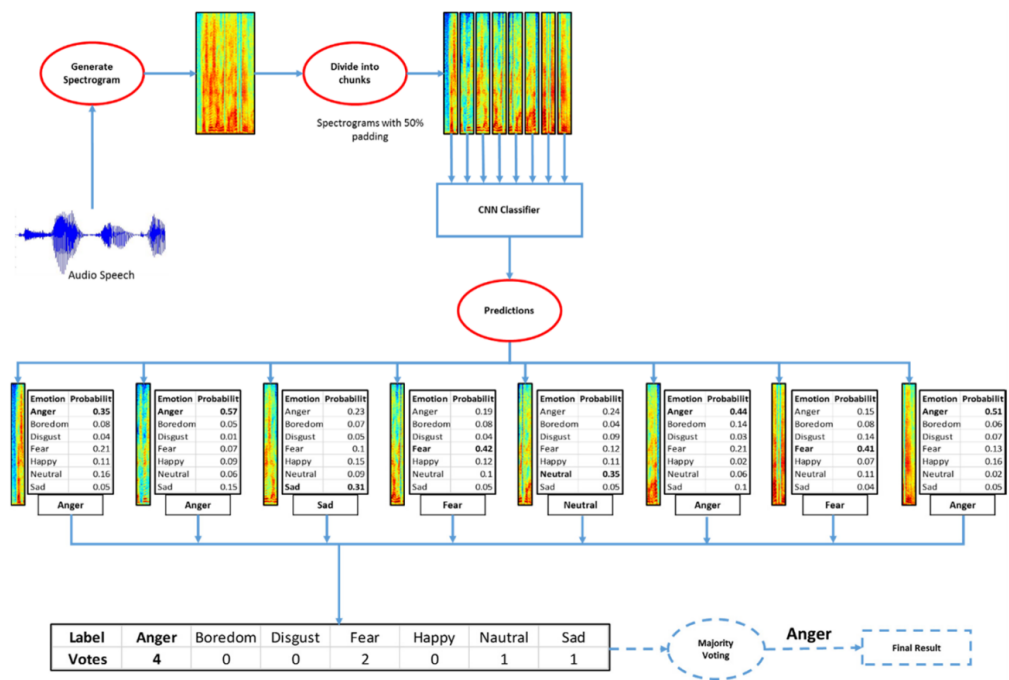 Generate
Spectrogram
Divide into
chunks
Spectrograms with 50%
padding
Audio Speech
CNN Classifier
Predictions
Emotion Probabilit
Anger 0.35
Boredom 0.08
Disgust 0.04
Fear 0.21
Happy 0.11
Neutral 0.16
Sad 0.05
Anger
Emotion Probabilit
Anger 0.57
Boredom 0.05
Disgust 0.01
Fear 0.07
Happy 0.09
Neutral 0.06
Sad 0.15
Anger
Emotion Probabilit
Anger 0.23
Boredom 0.07
Disgust 0.05
Fear 0.1
Happy 0.15
Neutral 0.09
Sad 0.31
Sad
Emotion Probabilit
Anger 0.19
Boredom 0.08
Disgust 0.04
Fear 0.42
Happy 0.12
Neutral 0.1
Sad 0.05
Fear
Emotion Probabilit
Anger 0.24
Boredom 0.04
Disgust 0.09
Fear 0.12
Happy 0.11
Neutral 0.35
Sad 0.05
Neutral
Emotion Probabilit
Anger 0.44
Boredom 0.14
Disgust 0.03
Fear 0.21
Happy 0.02
Neutral 0.06
Sad 0.1
Anger
Emotion Probabilit
Anger 0.15
Boredom 0.08
Disgust 0.14
Fear 0.41
Happy 0.07
Neutral 0.11
Sad 0.04
Fear
Emotion Probabilit
Anger 0.51
Boredom 0.06
Disgust 0.07
Fear 0.13
Happy 0.16
Neutral 0.02
Sad 0.05
Anger
Label Anger Boredom Disgust Fear Happy Nautral Sad
Votes 4 0 0 2 0 1 1
Majority
Voting
Anger
Final Result